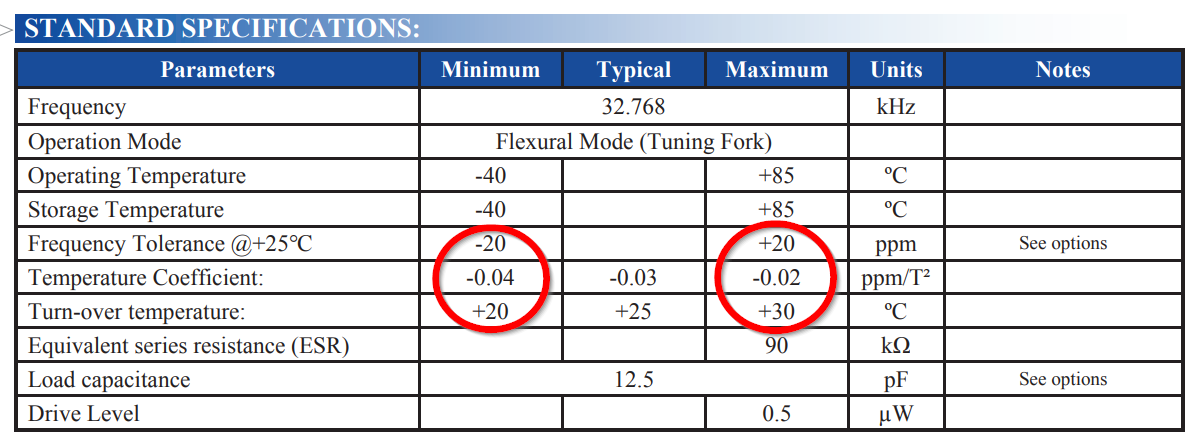 STANDARD SPECIFICATIONS:
Parameters Minimum Typical Maximum Units Notes
Frequency 32.768 kHz
Operation Mode Flexural Mode (Tuning Fork)
Operating Temperature -40 +85 ºC
Storage Temperature -40 +85 ºC
Frequency Tolerance @+25℃ -20 +20 ppm See options
Temperature Coefficient: -0.04 -0.03 -0.02 ppm/T²
Turn-over temperature: +20 +25 +30 ºC
Equivalent series resistance (ESR) 90 kΩ
Load capacitance 12.5 pF See options
Drive Level 0.5 µW